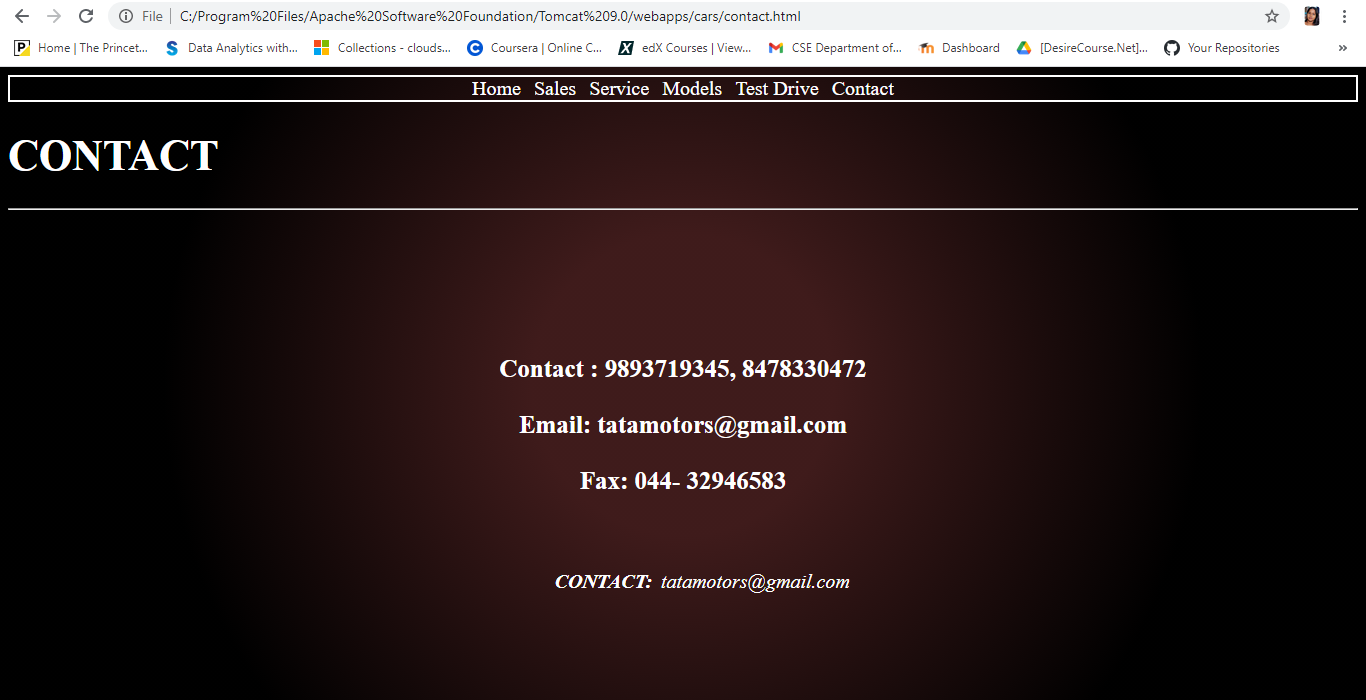 File | C:/Program%20Files/Apache%20Software%20Foundation/Tomcat%209.0/webapps/cars/contact.html
P Home | The Princet... S Data Analytics with... Collections - clouds... C Coursera | Online C... X edX Courses | View... CSE Department of... Dashboard [DesireCourse.Net]... Your Repositories »
Home Sales Service Models Test Drive Contact
CONTACT
Contact : 9893719345, 8478330472
Email: tatamotors@gmail.com
Fax: 044- 32946583
CONTACT: tatamotors@gmail.com